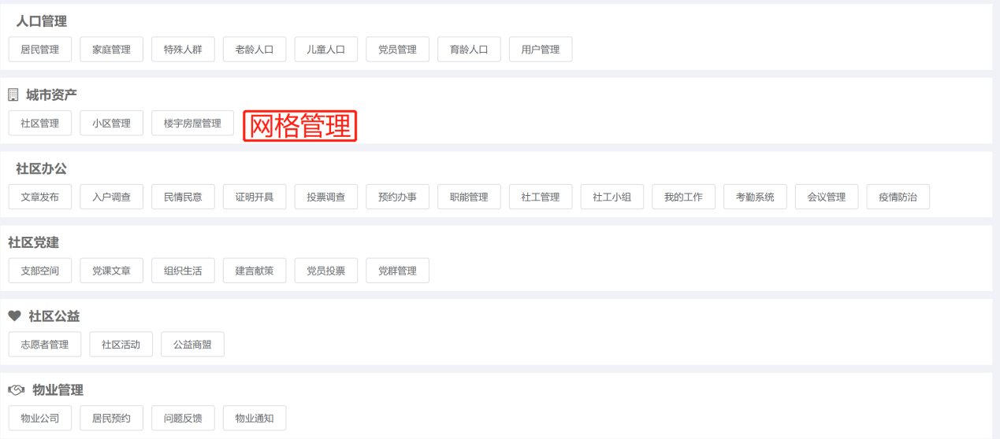 人口管理
居民管理 家庭管理 特殊人群 老龄人口 儿童人口 党员管理 育龄人口 用户管理
城市资产
社区管理 小区管理 楼宇房屋管理 网格管理
社区办公
文章发布 入户调查 民情民意 证明开具 投票调查 预约办事 职能管理 社工管理 社工小组 我的工作 考勤系统 会议管理 疫情防治
社区党建
支部空间 党课文章 组织生活 建言献策 党员投票 党群管理
社区公益
志愿者管理 社区活动 公益商盟
物业管理
物业公司 居民预约 问题反馈 物业通知